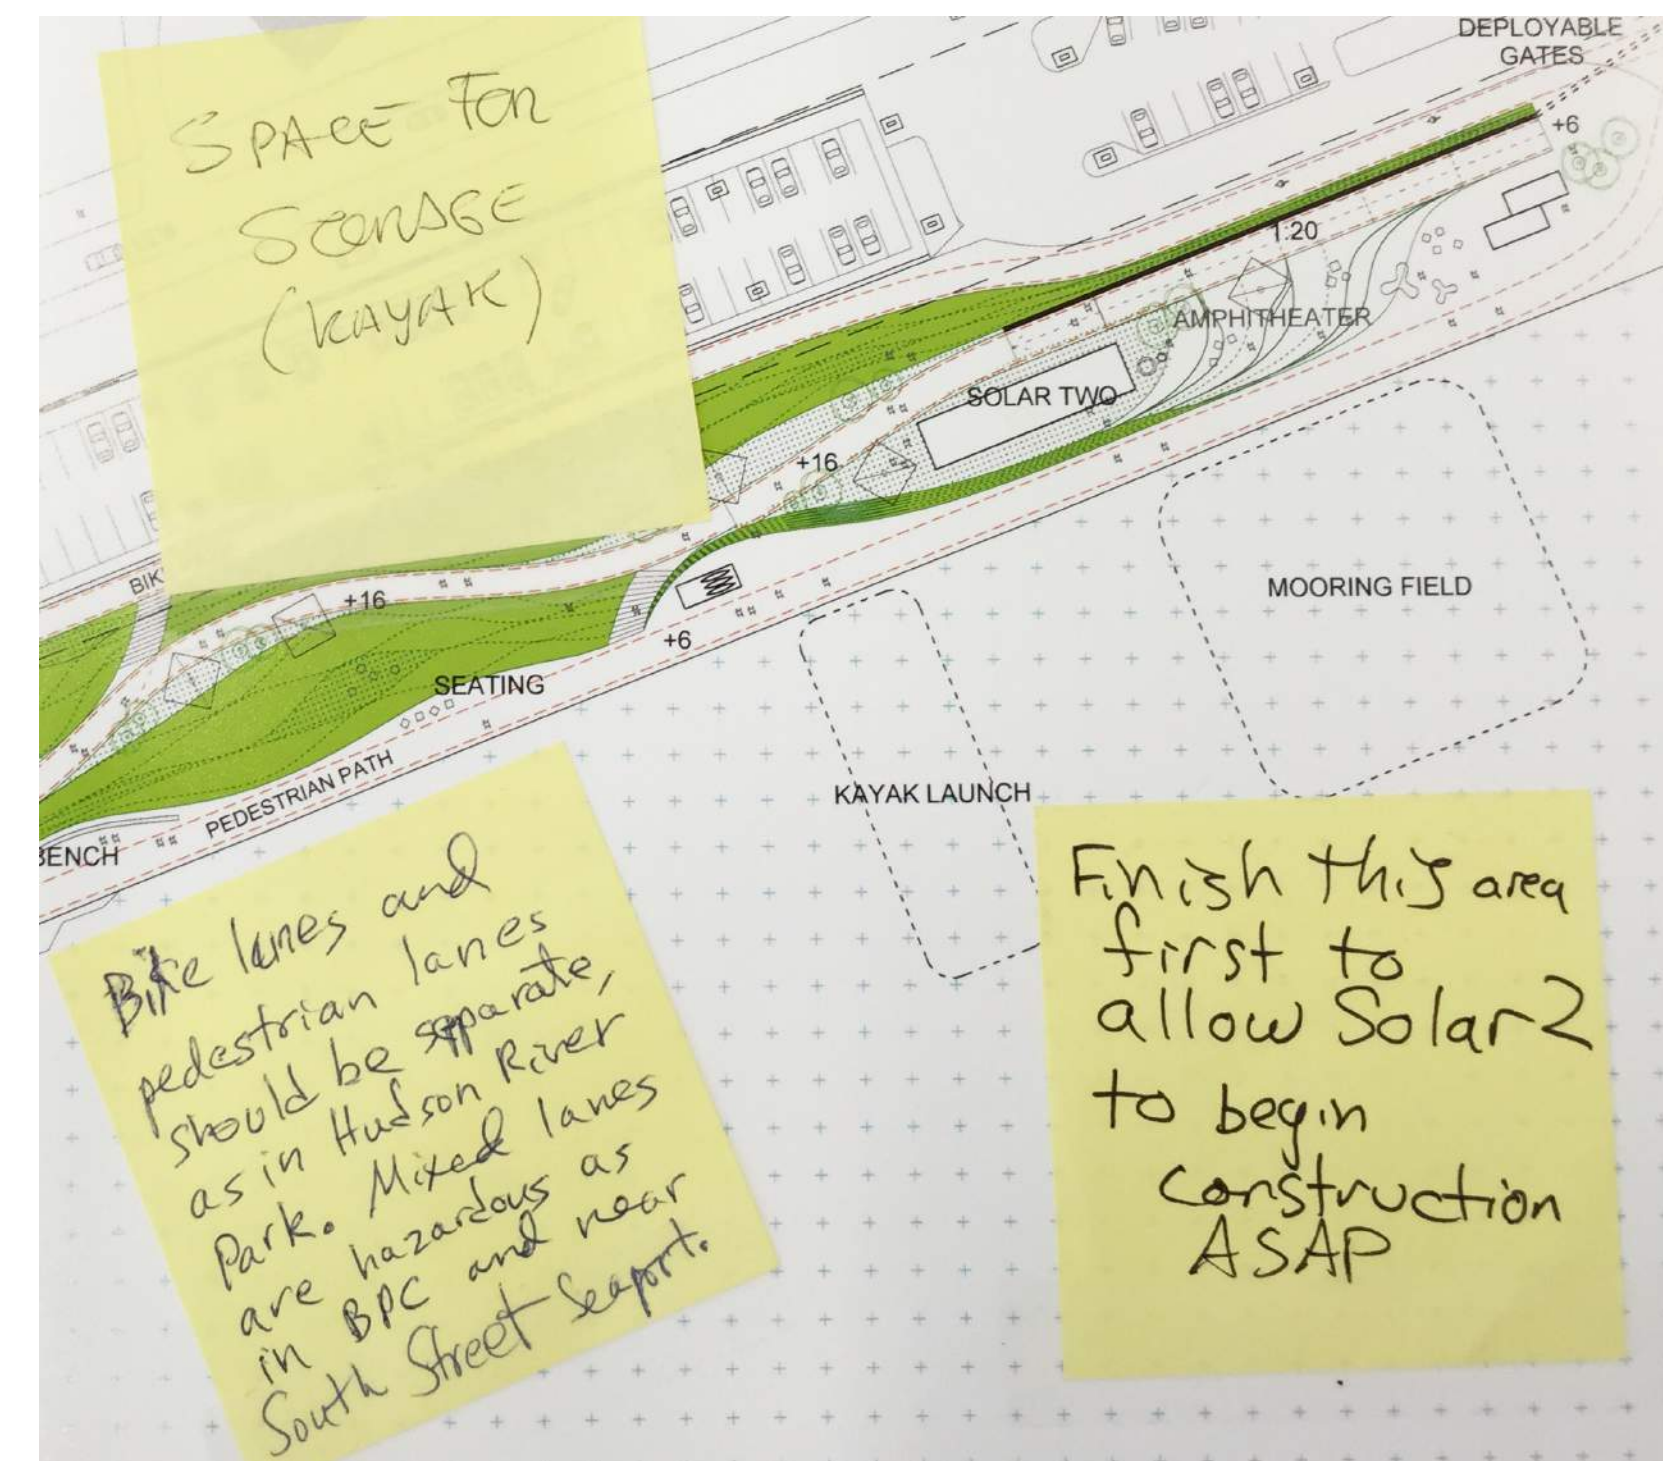 DEPLOYABLE
GATES
+6
SPACE FOR
STORAGE
(KAYAK)
1:20
AMPHITHEATER
SOLAR TWO
+16
MOORING FIELD
BIK
+16
+6
SEATING
PEDESTRIAN PATH
KAYAK LAUNCH
BENCH
Bike lanes and
pedestrian lanes
should be separate,
as in Hudson River
Park. Mixed lanes
are hazardous as
in BPC and near
South Street Seaport.
Finish this area
first to
allow Solar 2
to begin
construction
ASAP